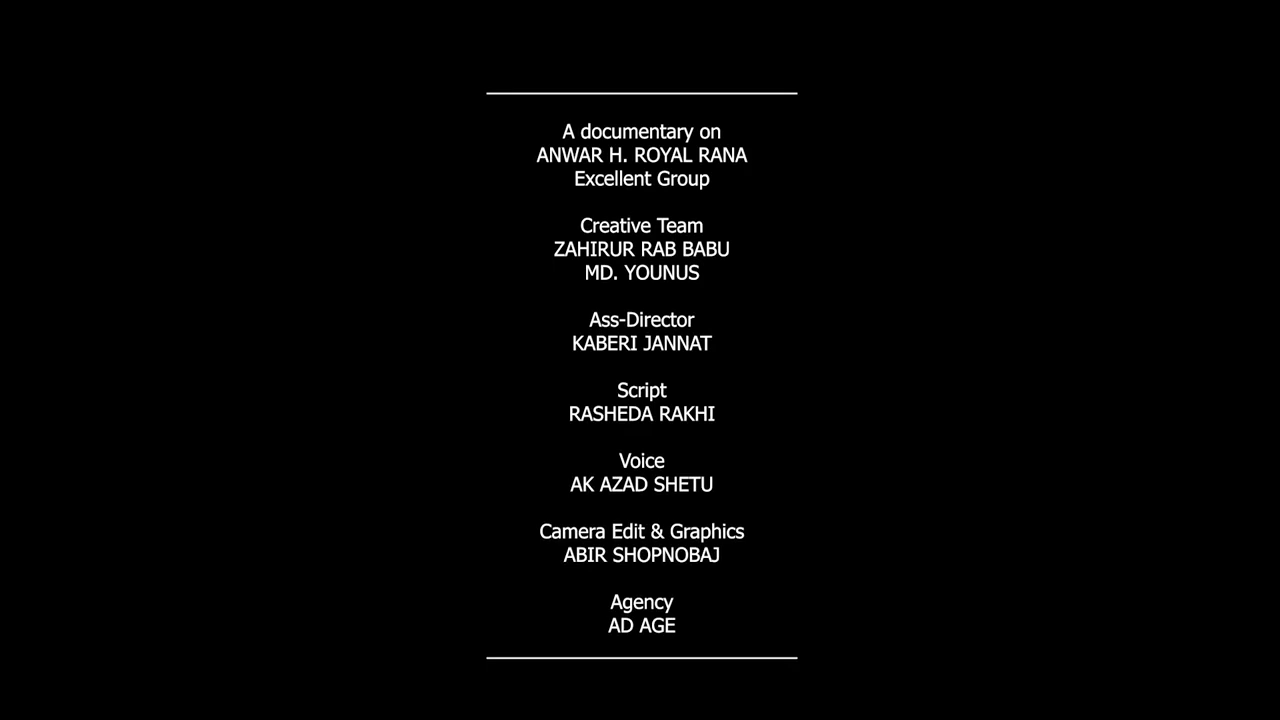 A documentary on
ANWAR H. ROYAL RANA
Excellent Group
Creative Team
ZAHIRUR RAB BABU
MD. YOUNUS
Ass-Director
KABERI JANNAT
Script
RASHEDA RAKHI
Voice
AK AZAD SHETU
Camera Edit & Graphics
ABIR SHOPNOBAJ
Agency
AD AGE